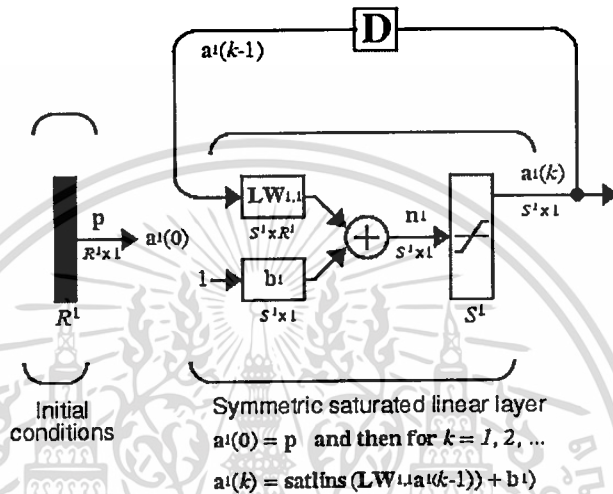 D
a¹(k-1)
a¹(k)
S¹x1
LW₁,₁
S¹xR¹
p
R¹x1
a¹(0)
n¹
S¹x1
1
b¹
S¹x1
R¹
S¹
Initial
conditions
Symmetric saturated linear layer
a¹(0) = p and then for k = 1, 2, ...
a¹(k) = satlins (LW₁,₁a¹(k-1)) + b¹)